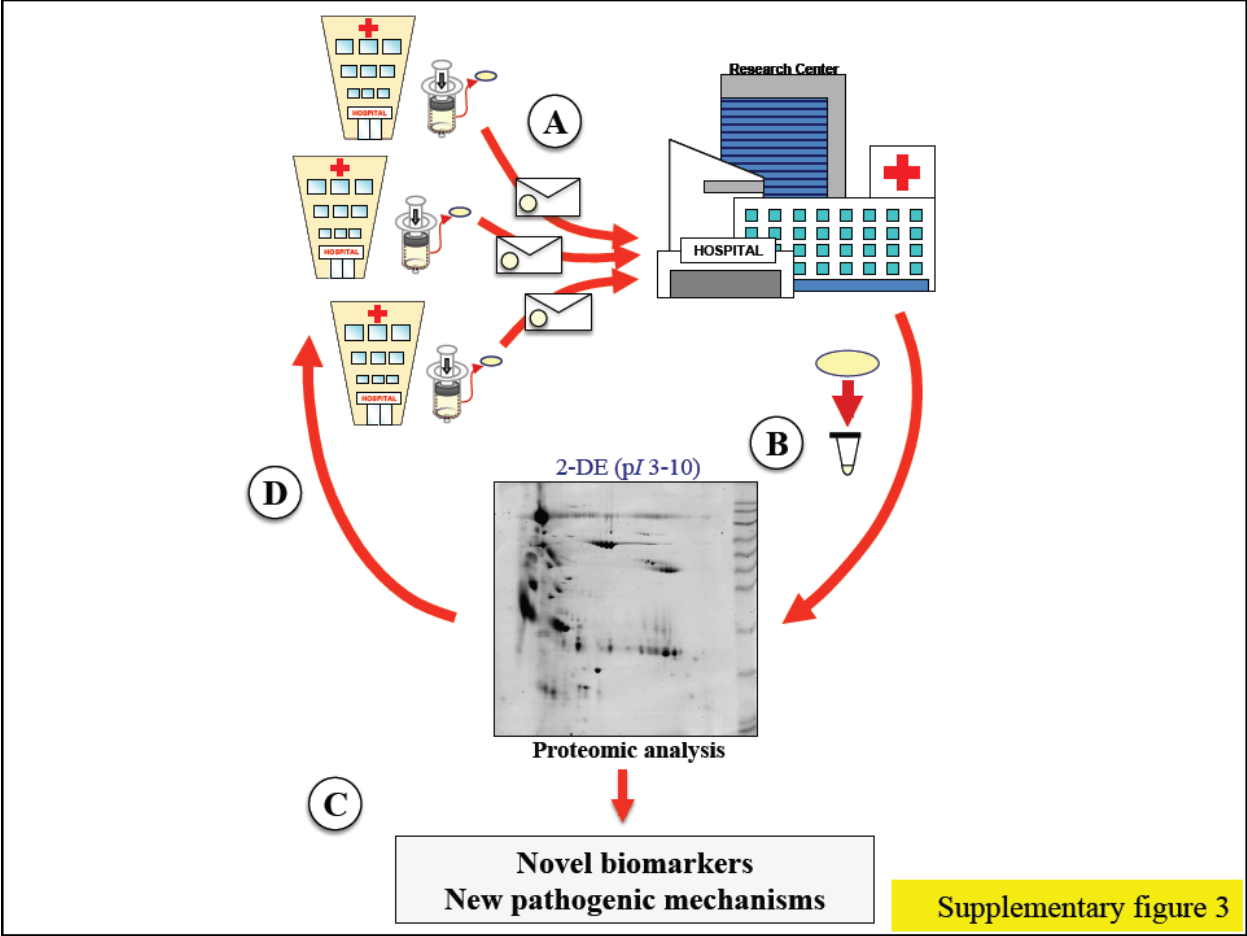 HOSPITAL
A
Research Center
HOSPITAL
HOSPITAL
HOSPITAL
B
2-DE (pI 3-10)
D
Proteomic analysis
C
Novel biomarkers
New pathogenic mechanisms
Supplementary figure 3